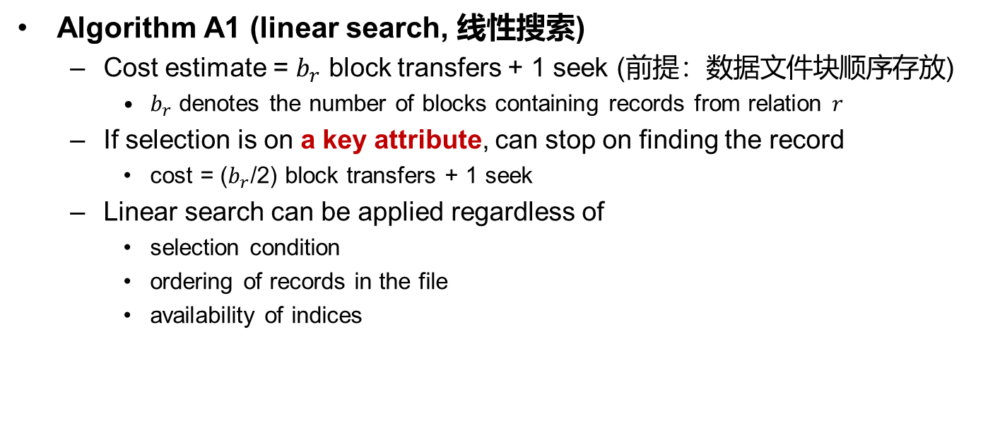 • Algorithm A1 (linear search, 线性搜索)
– Cost estimate = b_r block transfers + 1 seek (前提：数据文件块顺序存放)
• b_r denotes the number of blocks containing records from relation r
– If selection is on a key attribute, can stop on finding the record
• cost = (b_r/2) block transfers + 1 seek
– Linear search can be applied regardless of
• selection condition
• ordering of records in the file
• availability of indices